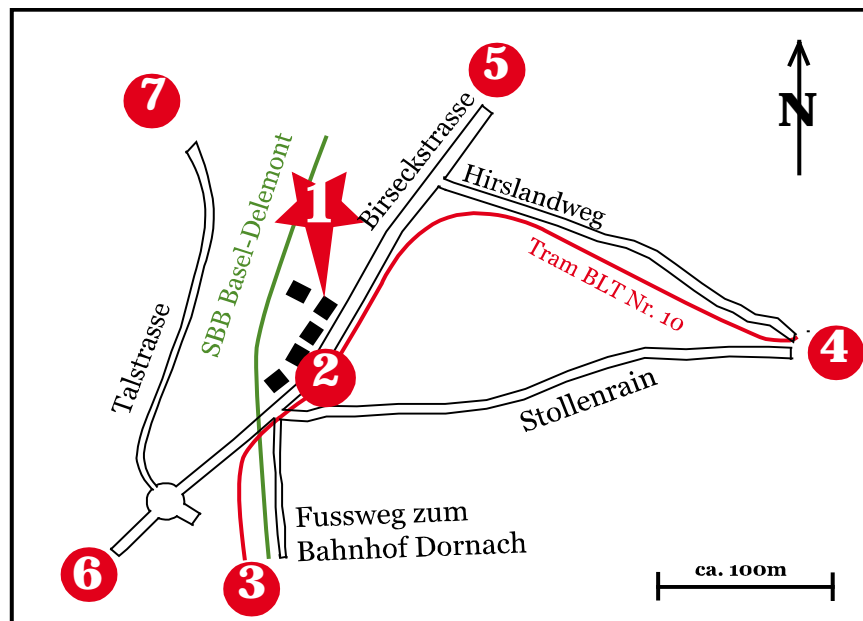 5
7
N
Birseckstrasse
Hirslandweg
1
SBB Basel-Delemont
Tram BLT Nr. 10
Talstrasse
4
2
Stollenrain
Fussweg zum
Bahnhof Dornach
6
3
ca. 100m